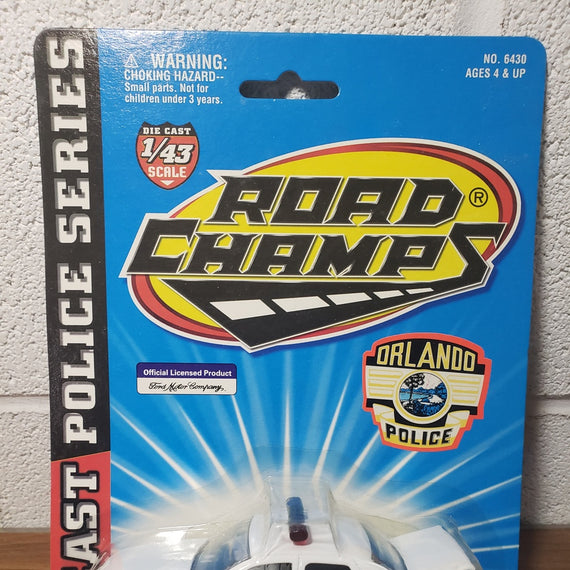 ⚠ WARNING:
CHOKING HAZARD--
Small parts. Not for
children under 3 years.
NO. 6430
AGES 4 & UP
DIE CAST
1/43
SCALE
ROAD ®
CHAMPS
Official Licensed Product
Ford Motor Company,
ORLANDO
POLICE
AST POLICE SERIES